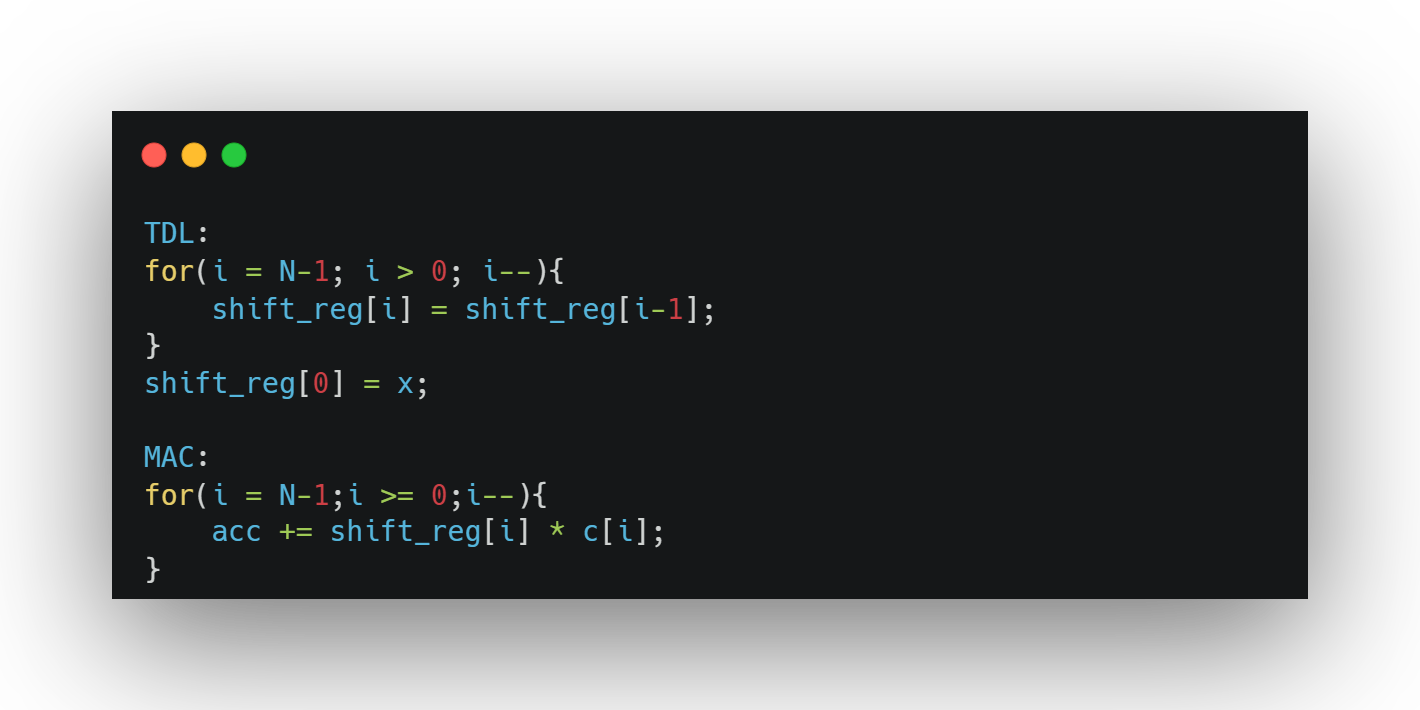 TDL:
for(i = N-1; i > 0; i--){
    shift_reg[i] = shift_reg[i-1];
}
shift_reg[0] = x;

MAC:
for(i = N-1;i >= 0;i--){
    acc += shift_reg[i] * c[i];
}